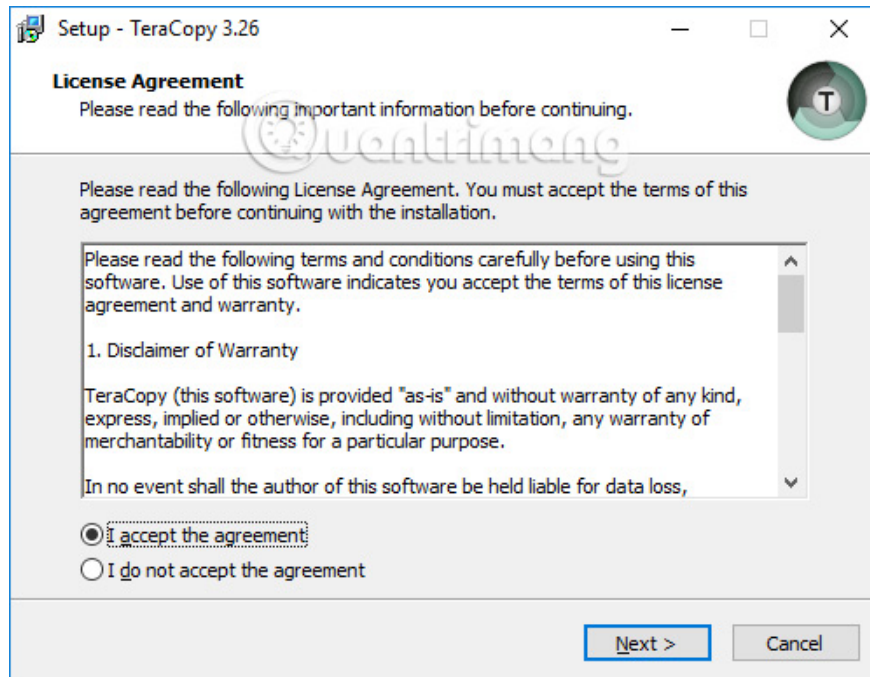 Setup - TeraCopy 3.26
License Agreement
Please read the following important information before continuing.
T
Quantrimang
Please read the following License Agreement. You must accept the terms of this
agreement before continuing with the installation.
Please read the following terms and conditions carefully before using this
software. Use of this software indicates you accept the terms of this license
agreement and warranty.
1. Disclaimer of Warranty
TeraCopy (this software) is provided "as-is" and without warranty of any kind,
express, implied or otherwise, including without limitation, any warranty of
merchantability or fitness for a particular purpose.
In no event shall the author of this software be held liable for data loss,
I accept the agreement
I do not accept the agreement
Next >
Cancel